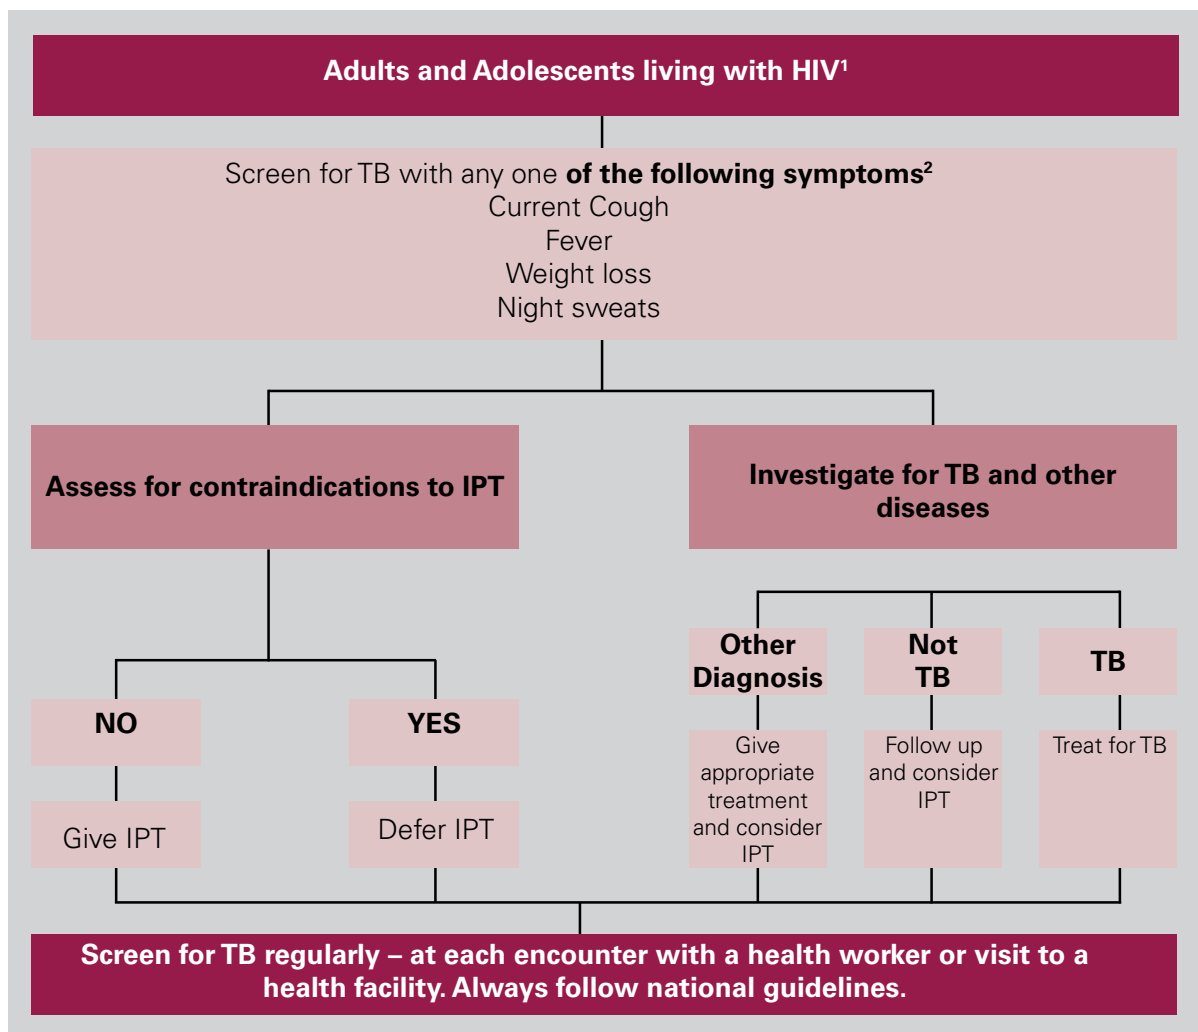 Adults and Adolescents living with HIV¹
Screen for TB with any one of the following symptoms²
Current Cough
Fever
Weight loss
Night sweats
Assess for contraindications to IPT
Investigate for TB and other
diseases
NO
Give IPT
YES
Defer IPT
Other
Diagnosis
Give
appropriate
treatment
and consider
IPT
Not
TB
Follow up
and consider
IPT
TB
Treat for TB
Screen for TB regularly – at each encounter with a health worker or visit to a
health facility. Always follow national guidelines.